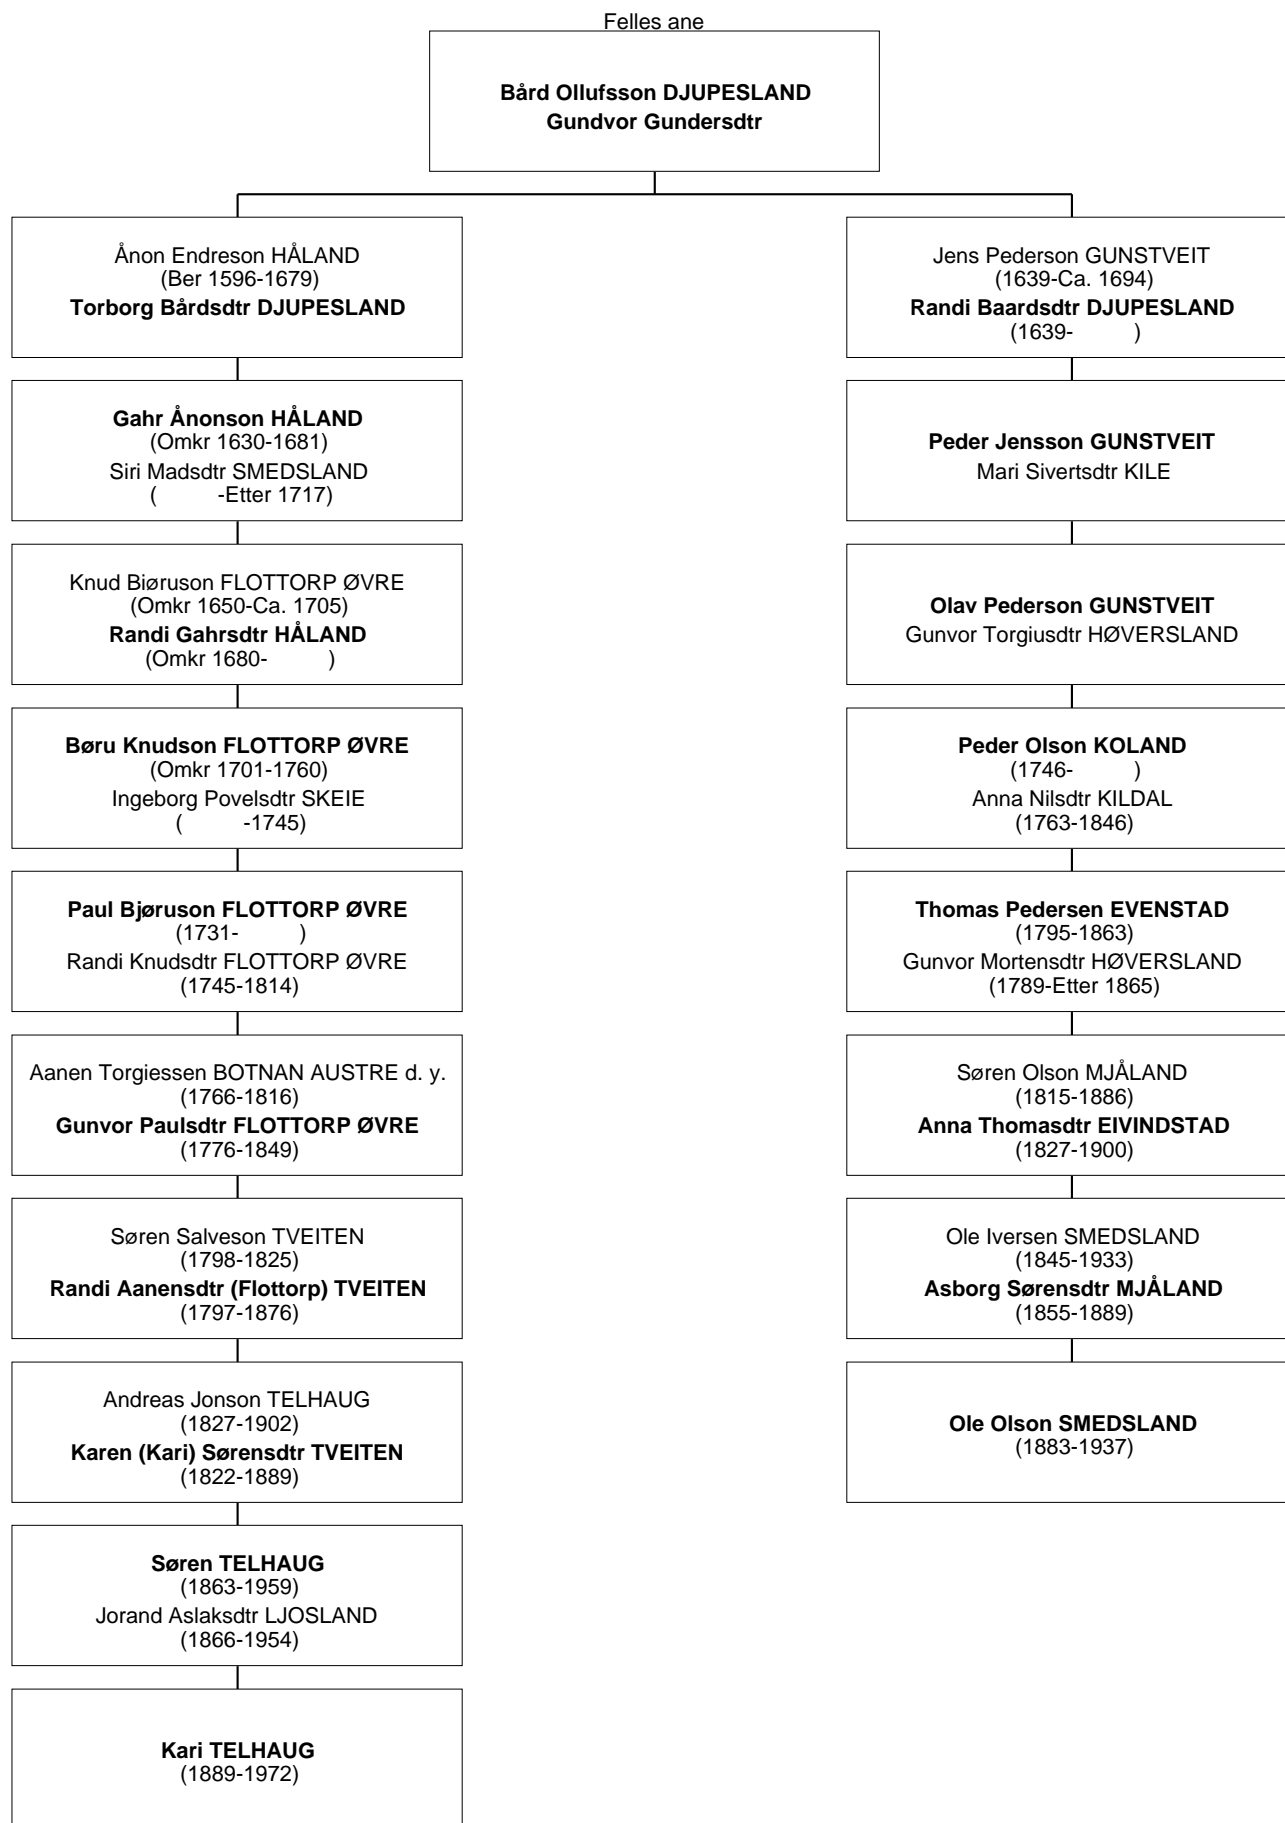 Felles ane
Bård Ollufsson DJUPESLAND
Gundvor Gundersdtr
Ånon Endreson HÅLAND
(Ber 1596-1679)
Torborg Bårdsdtr DJUPESLAND
Jens Pederson GUNSTVEIT
(1639-Ca. 1694)
Randi Baardsdtr DJUPESLAND
(1639- )
Gahr Ånonson HÅLAND
(Omkr 1630-1681)
Siri Madsdtr SMEDSLAND
( -Etter 1717)
Peder Jensson GUNSTVEIT
Mari Sivertsdtr KILE
Knud Biøruson FLOTTORP ØVRE
(Omkr 1650-Ca. 1705)
Randi Gahrsdtr HÅLAND
(Omkr 1680- )
Olav Pederson GUNSTVEIT
Gunvor Torgiusdtr HØVERSLAND
Børu Knudson FLOTTORP ØVRE
(Omkr 1701-1760)
Ingeborg Povelsdtr SKEIE
( -1745)
Peder Olson KOLAND
(1746- )
Anna Nilsdtr KILDAL
(1763-1846)
Paul Bjøruson FLOTTORP ØVRE
(1731- )
Randi Knudsdtr FLOTTORP ØVRE
(1745-1814)
Thomas Pedersen EVENSTAD
(1795-1863)
Gunvor Mortensdtr HØVERSLAND
(1789-Etter 1865)
Aanen Torgiessen BOTNAN AUSTRE d. y.
(1766-1816)
Gunvor Paulsdtr FLOTTORP ØVRE
(1776-1849)
Søren Olson MJÅLAND
(1815-1886)
Anna Thomasdtr EIVINDSTAD
(1827-1900)
Søren Salveson TVEITEN
(1798-1825)
Randi Aanensdtr (Flottorp) TVEITEN
(1797-1876)
Ole Iversen SMEDSLAND
(1845-1933)
Asborg Sørensdtr MJÅLAND
(1855-1889)
Andreas Jonson TELHAUG
(1827-1902)
Karen (Kari) Sørensdtr TVEITEN
(1822-1889)
Ole Olson SMEDSLAND
(1883-1937)
Søren TELHAUG
(1863-1959)
Jorand Aslaksdtr LJOSLAND
(1866-1954)
Kari TELHAUG
(1889-1972)